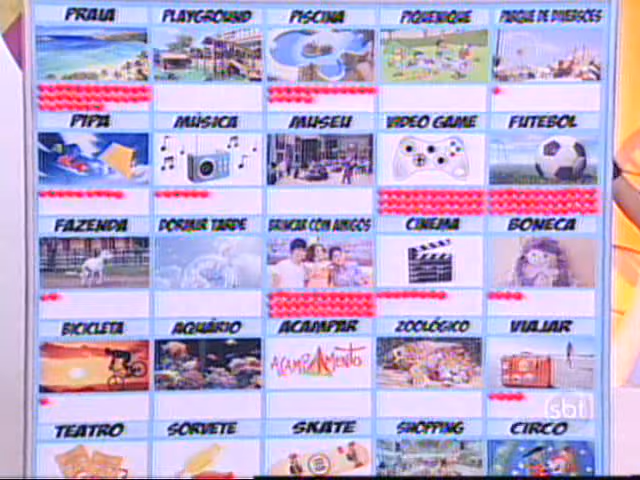 PRAIA PLAYGROUND PISCINA PIQUENIQUE PARQUE DE DIVERSÕES
PIPA MÚSICA MUSEU VIDEO GAME FUTEBOL
FAZENDA DORMIR TARDE BRINCAR COM AMIGOS CINEMA BONECA
BICICLETA AQUÁRIO ACAMPAR ZOOLÓGICO VIAJAR
ACAMPAMENTO
sbt
TEATRO SORVETE SKATE SHOPPING CIRCO